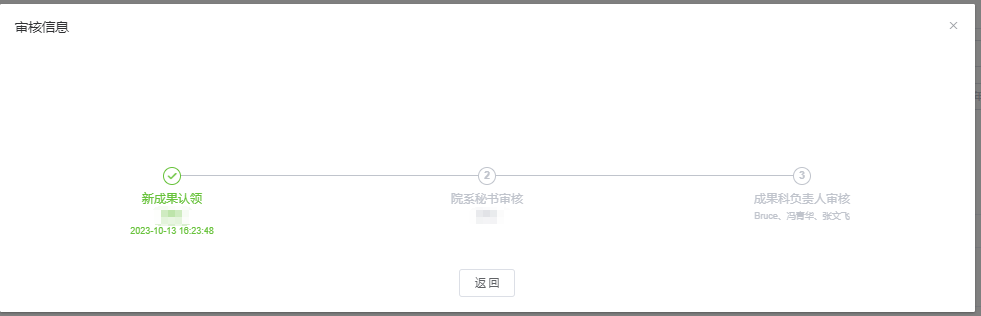 审核信息
×
2
3
新成果认领
院系秘书审核
成果科负责人审核
Bruce、冯青华、张文飞
2023-10-13 16:23:48
返回